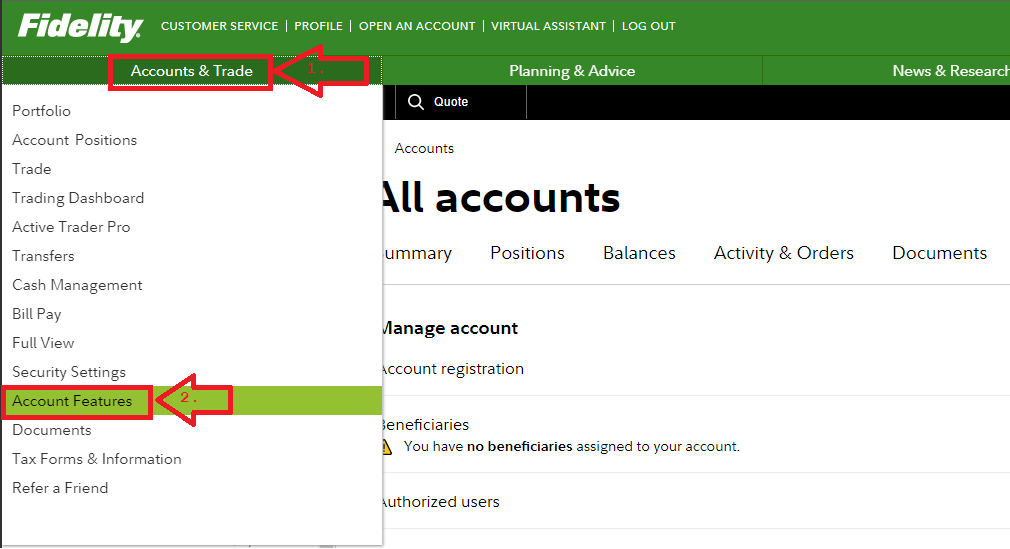 Fidelity
CUSTOMER SERVICE | PROFILE | OPEN AN ACCOUNT | VIRTUAL ASSISTANT | LOG OUT
Accounts & Trade 1. Planning & Advice News & Research
Quote
Portfolio
Account Positions
Trade
Trading Dashboard
Active Trader Pro
Transfers
Cash Management
Bill Pay
Full View
Security Settings
Account Features 2.
Documents
Tax Forms & Information
Refer a Friend
Accounts
All accounts
ummary Positions Balances Activity & Orders Documents
Manage account
Account registration
Beneficiaries
You have no beneficiaries assigned to your account.
Authorized users